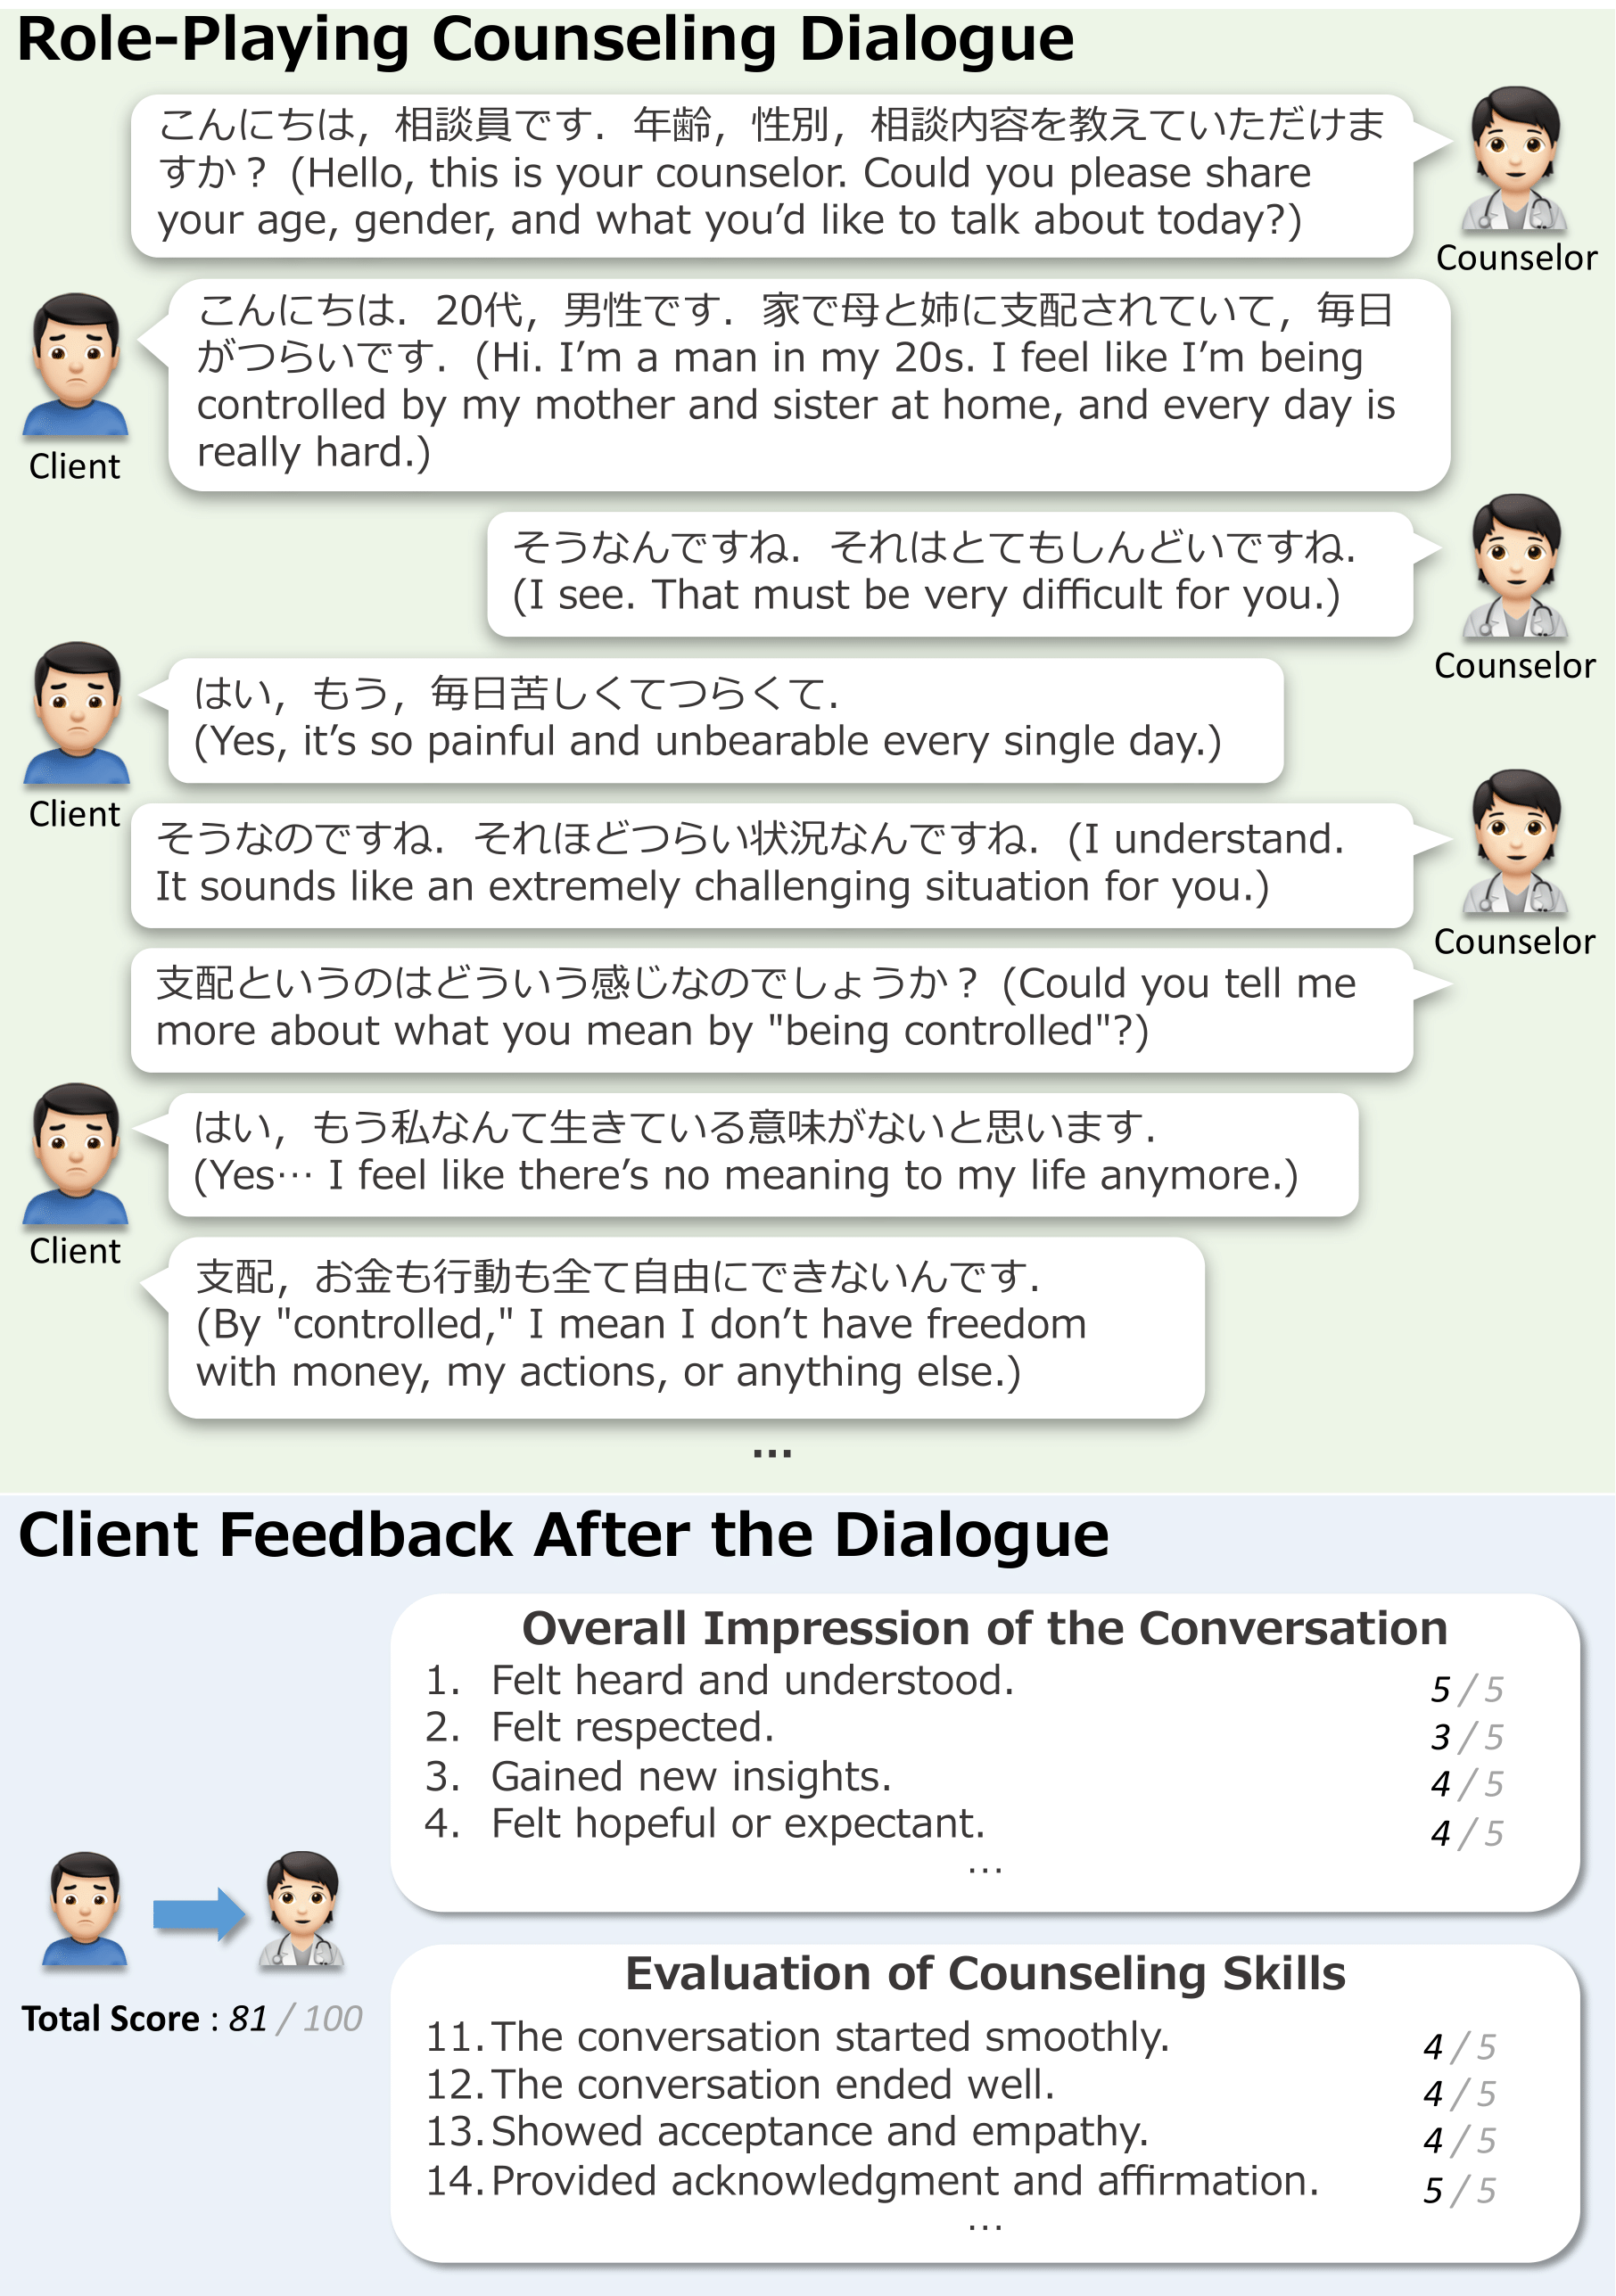 Role-Playing Counseling Dialogue
こんにちは，相談員です．年齢，性別，相談内容を教えていただけま
すか？ (Hello, this is your counselor. Could you please share
your age, gender, and what you’d like to talk about today?)
Counselor
こんにちは．20代，男性です．家で母と姉に支配されていて，毎日
がつらいです． (Hi. I’m a man in my 20s. I feel like I’m being
controlled by my mother and sister at home, and every day is
really hard.)
Client
そうなんですね．それはとてもしんどいですね．
(I see. That must be very difficult for you.)
Counselor
はい，もう，毎日苦しくてつらくて．
(Yes, it’s so painful and unbearable every single day.)
Client
そうなのですね．それほどつらい状況なんですね． (I understand.
It sounds like an extremely challenging situation for you.)
Counselor
支配というのはどういう感じなのでしょうか？ (Could you tell me
more about what you mean by "being controlled"?)
はい，もう私なんて生きている意味がないと思います．
(Yes… I feel like there’s no meaning to my life anymore.)
Client
支配，お金も行動も全て自由にできないんです．
(By "controlled," I mean I don’t have freedom
with money, my actions, or anything else.)
...
Client Feedback After the Dialogue
Overall Impression of the Conversation
1. Felt heard and understood. 5 / 5
2. Felt respected. 3 / 5
3. Gained new insights. 4 / 5
4. Felt hopeful or expectant. 4 / 5
...
Total Score : 81 / 100
Evaluation of Counseling Skills
11. The conversation started smoothly. 4 / 5
12. The conversation ended well. 4 / 5
13. Showed acceptance and empathy. 4 / 5
14. Provided acknowledgment and affirmation. 5 / 5
...